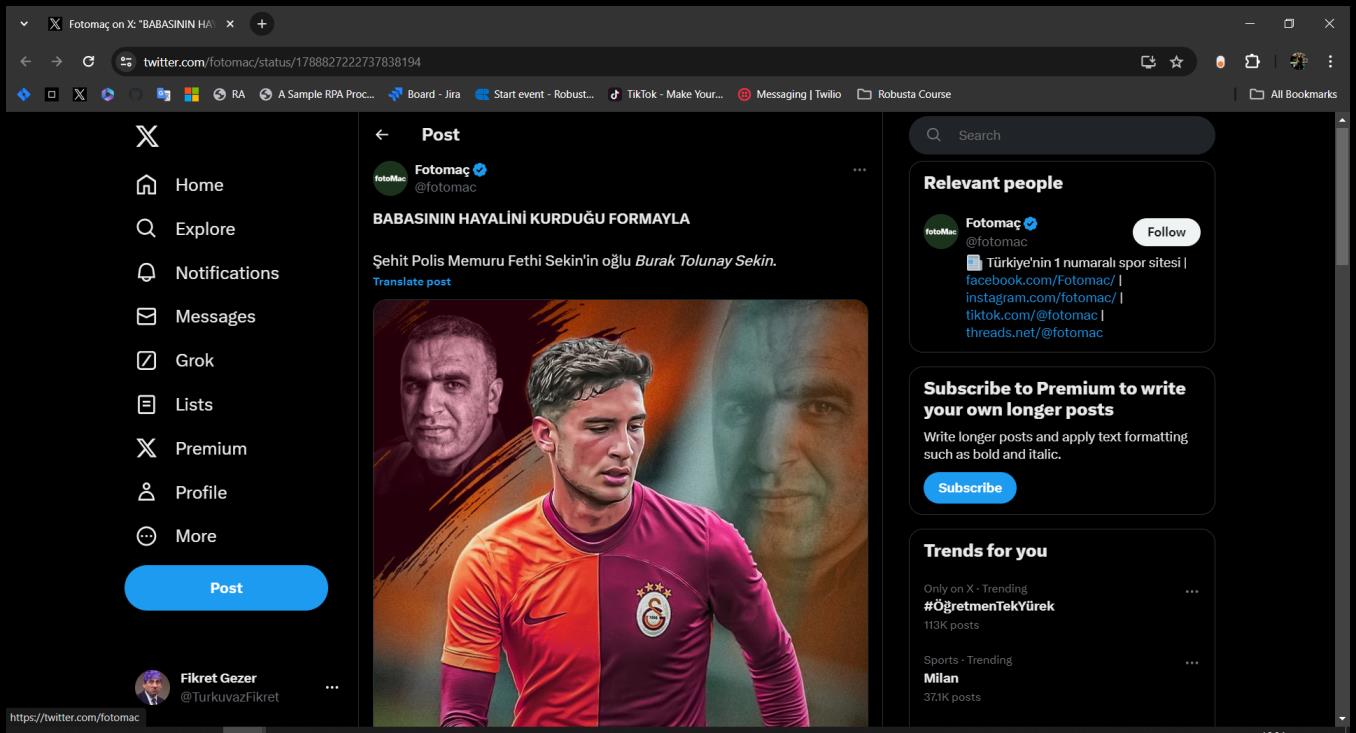 Fotomaç on X: "BABASININ HAY
twitter.com/fotomac/status/1788827222737838194
RA
A Sample RPA Proc...
Board - Jira
Start event - Robust...
TikTok - Make Your...
Messaging | Twilio
Robusta Course
All Bookmarks
Home
Explore
Notifications
Messages
Grok
Lists
Premium
Profile
More
Post
Fikret Gezer
@TurkuvazFikret
https://twitter.com/fotomac
Post
fotoMac
Fotomaç
@fotomac
BABASININ HAYALİNİ KURDUĞU FORMAYLA
Şehit Polis Memuru Fethi Sekin'in oğlu Burak Tolunay Sekin.
Translate post
Search
Relevant people
fotoMac
Fotomaç
@fotomac
Follow
Türkiye'nin 1 numaralı spor sitesi |
facebook.com/Fotomac/ |
instagram.com/fotomac/ |
tiktok.com/@fotomac |
threads.net/@fotomac
Subscribe to Premium to write
your own longer posts
Write longer posts and apply text formatting
such as bold and italic.
Subscribe
Trends for you
Only on X · Trending
#ÖğretmenTekYürek
113K posts
Sports · Trending
Milan
37.1K posts